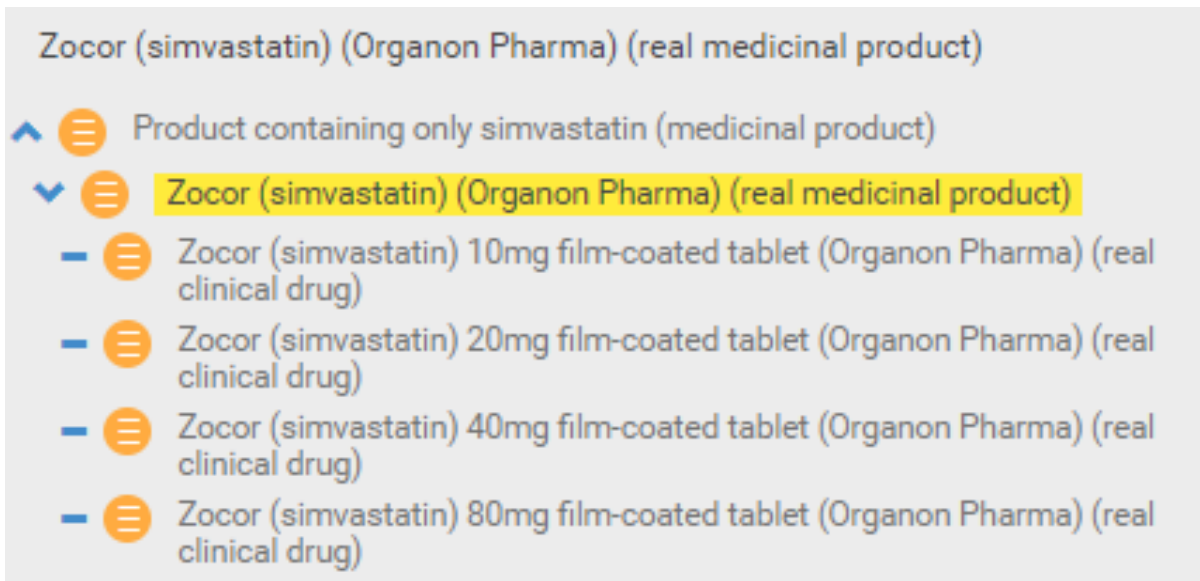 Zocor (simvastatin) (Organon Pharma) (real medicinal product)
Product containing only simvastatin (medicinal product)
Zocor (simvastatin) (Organon Pharma) (real medicinal product)
Zocor (simvastatin) 10mg film-coated tablet (Organon Pharma) (real
clinical drug)
Zocor (simvastatin) 20mg film-coated tablet (Organon Pharma) (real
clinical drug)
Zocor (simvastatin) 40mg film-coated tablet (Organon Pharma) (real
clinical drug)
Zocor (simvastatin) 80mg film-coated tablet (Organon Pharma) (real
clinical drug)